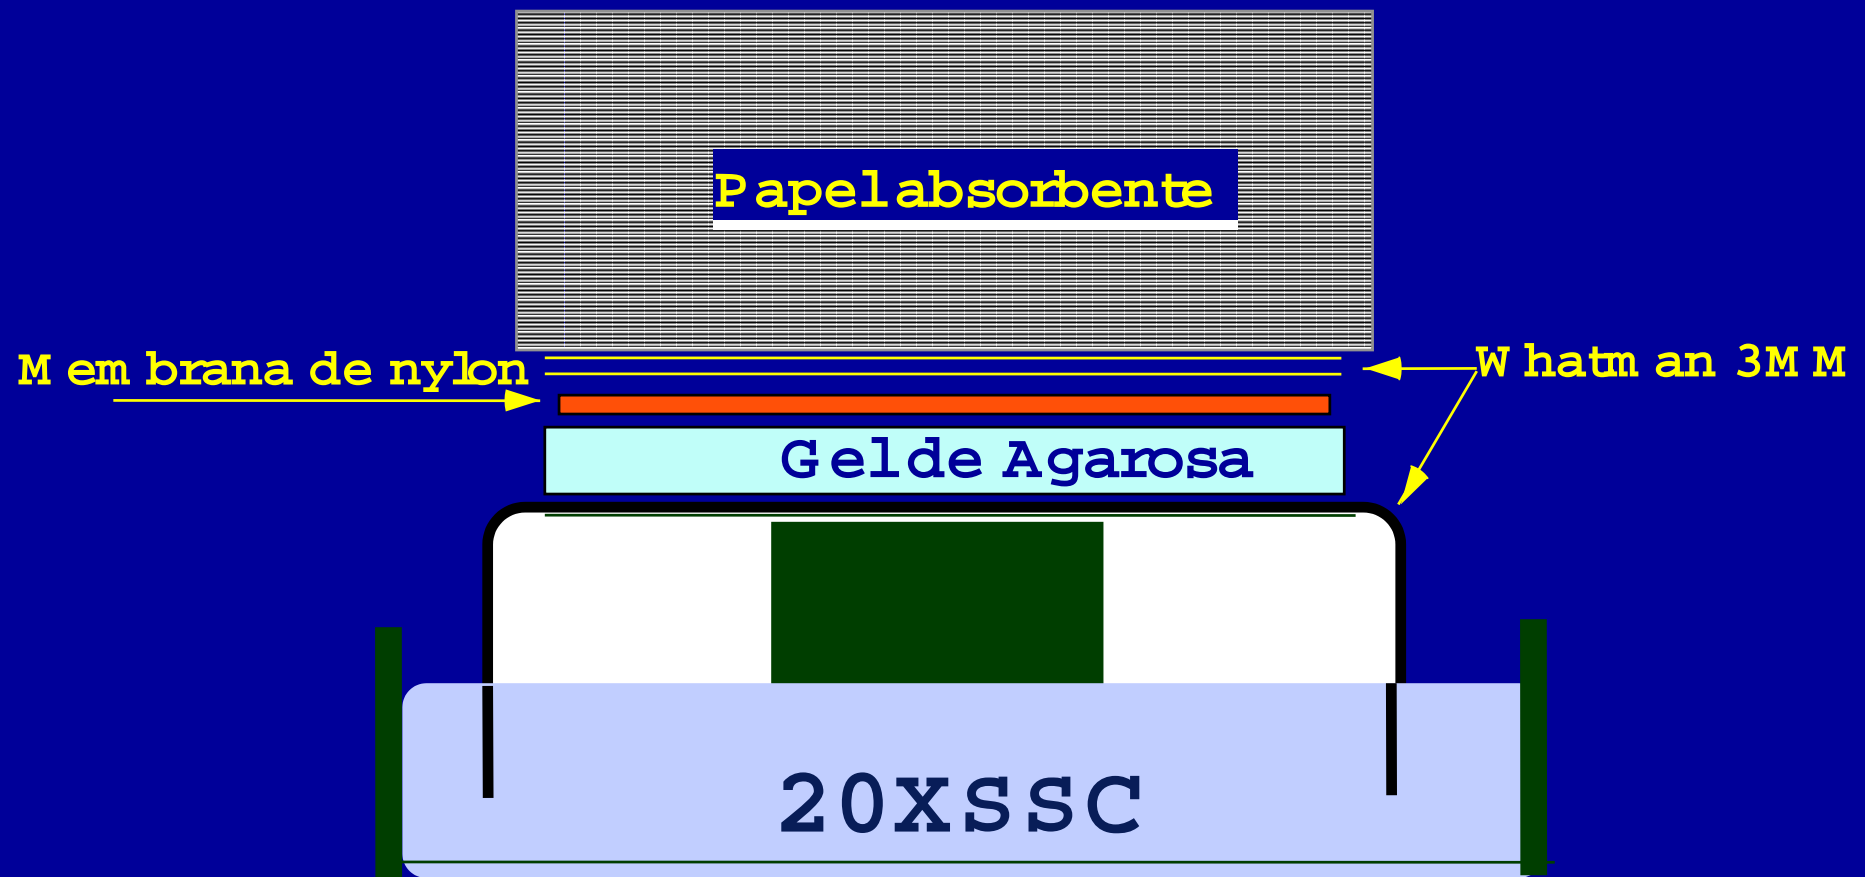 Papel absorbente
Membrana de nylon
Whatman 3MM
Gel de Agarosa
20XSSC